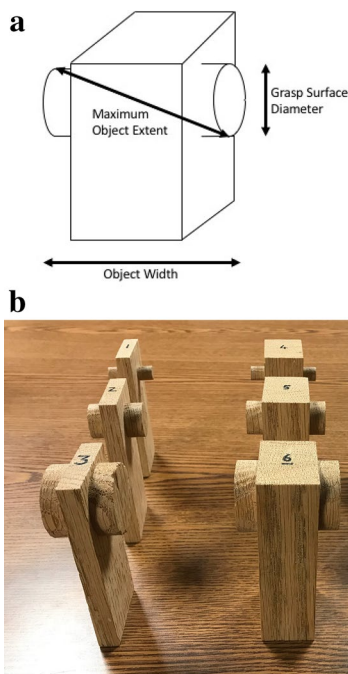 a
Maximum
Object Extent
Grasp Surface
Diameter
Object Width
b
1
4
2
5
3
6